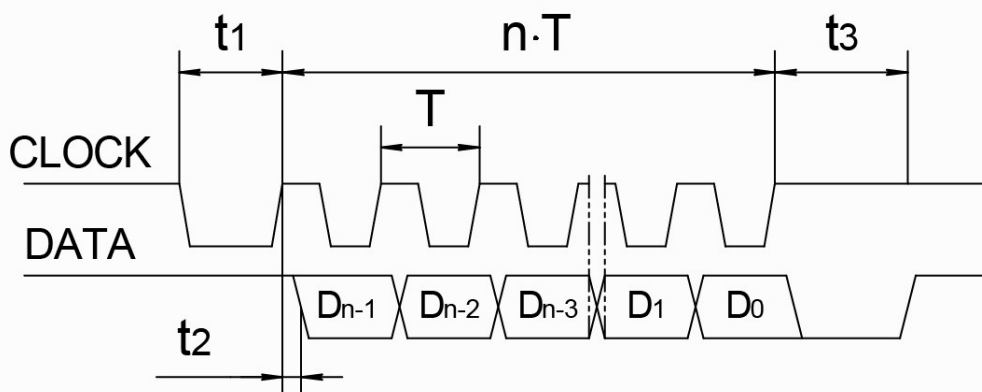 t1 n·T t3
T
CLOCK
DATA
Dn-1 Dn-2 Dn-3 D1 D0
t2